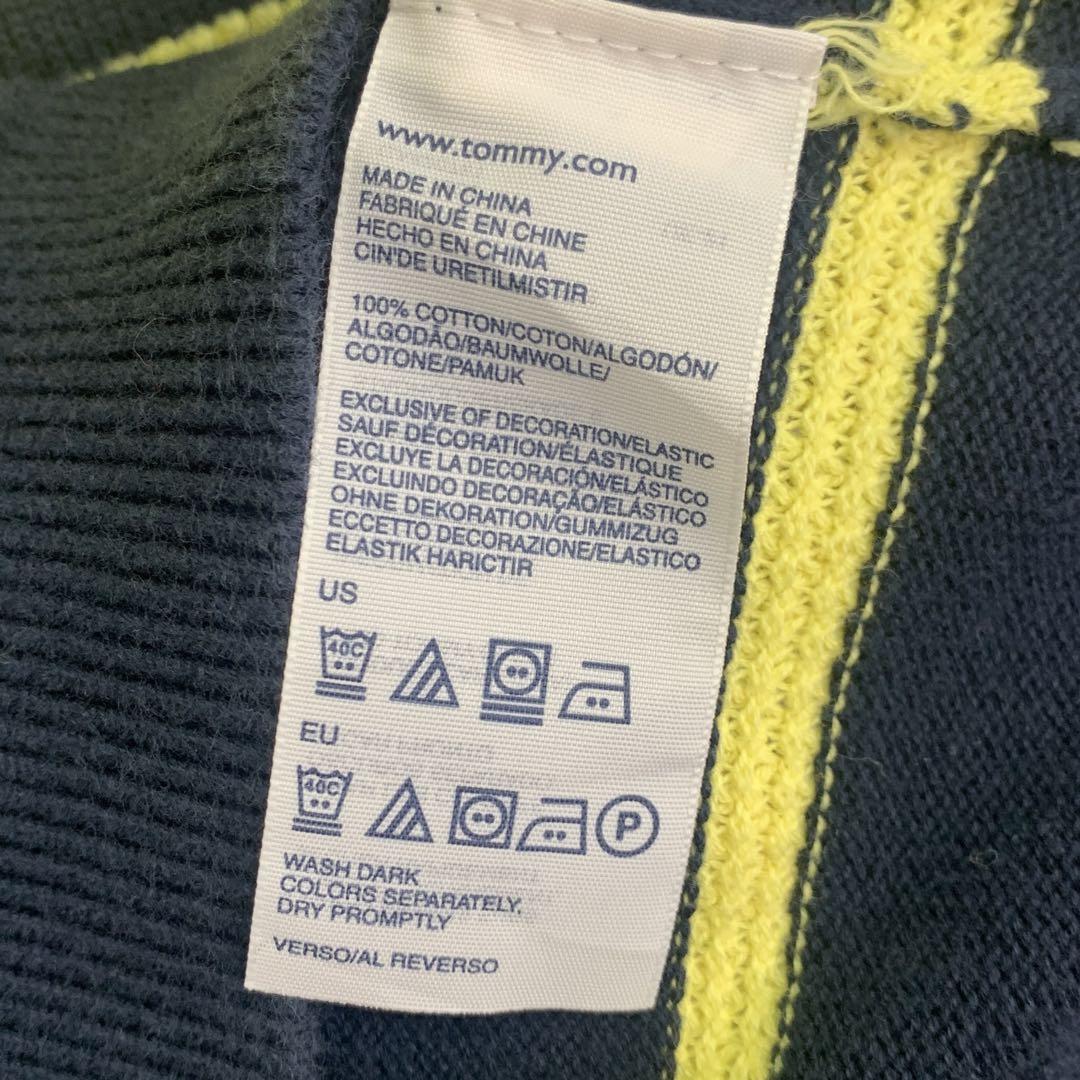 www.tommy.com
MADE IN CHINA
FABRIQUÉ EN CHINE
HECHO EN CHINA
CIN'DE URETILMISTIR
100% COTTON/COTON/ALGODÓN/
ALGODÃO/BAUMWOLLE/
COTONE/PAMUK
EXCLUSIVE OF DECORATION/ELASTIC
SAUF DÉCORATION/ÉLASTIQUE
EXCLUYE LA DECORACIÓN/ELÁSTICO
EXCLUINDO DECORAÇÃO/ELÁSTICO
OHNE DEKORATION/GUMMIZUG
ECCETTO DECORAZIONE/ELASTICO
ELASTIK HARICTIR
US
40C
EU
40C
P
WASH DARK
COLORS SEPARATELY.
DRY PROMPTLY
VERSO/AL REVERSO